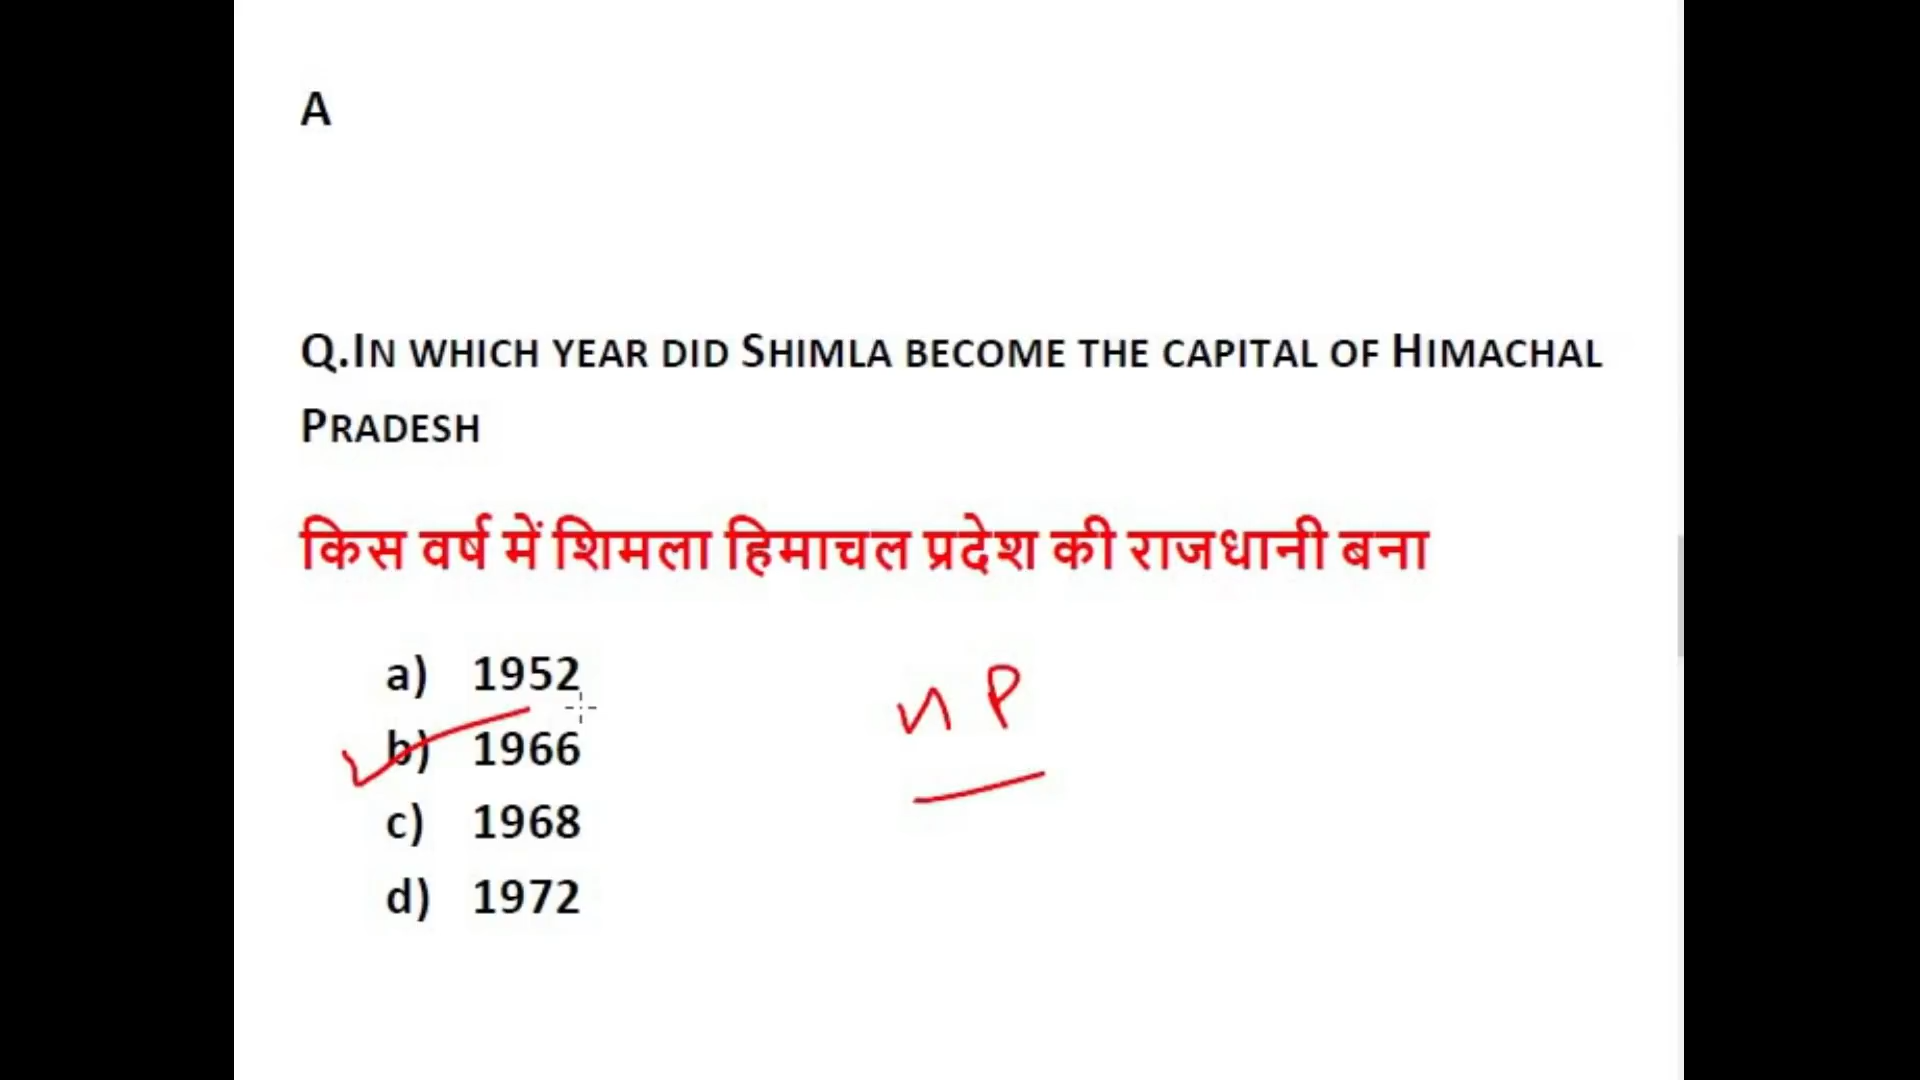 A
Q.IN WHICH YEAR DID SHIMLA BECOME THE CAPITAL OF HIMACHAL
PRADESH
किस वर्ष में शिमला हिमाचल प्रदेश की राजधानी बना
a) 1952
b) 1966
c) 1968
d) 1972